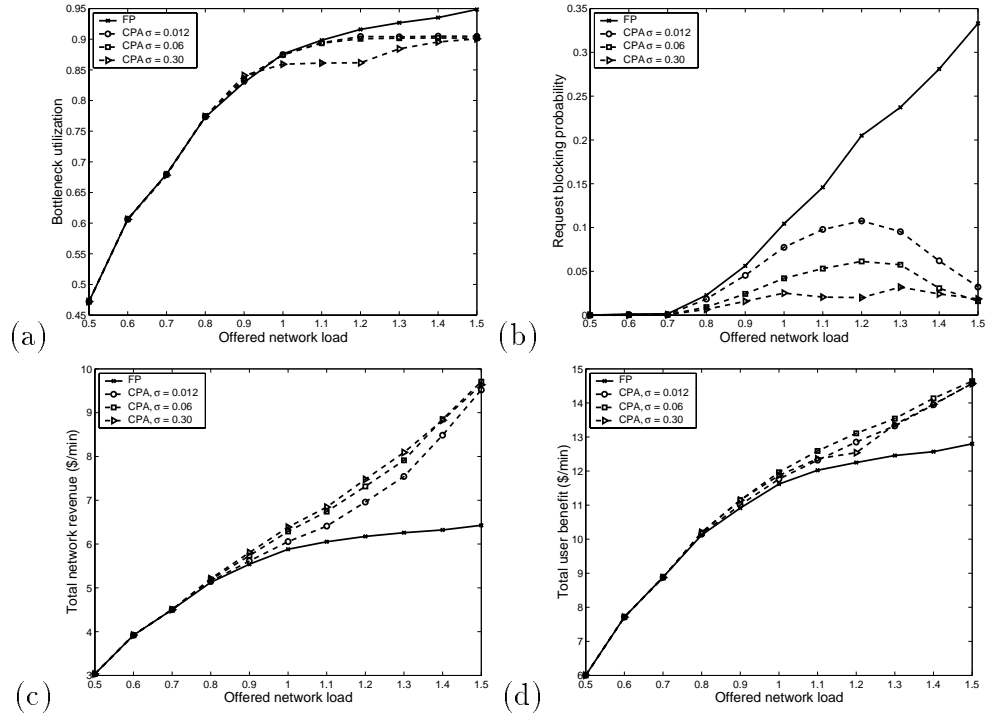 0.95
0.9
0.85
0.8
0.75
0.7
0.65
0.6
0.55
0.5
0.45
Bottleneck utilization
FP
CPA σ = 0.012
CPA σ = 0.06
CPA σ = 0.30
0.5 0.6 0.7 0.8 0.9 1 1.1 1.2 1.3 1.4 1.5
Offered network load
(a)
0.35
0.3
0.25
0.2
0.15
0.1
0.05
0
Request blocking probability
FP
CPA σ = 0.012
CPA σ = 0.06
CPA σ = 0.30
0.5 0.6 0.7 0.8 0.9 1 1.1 1.2 1.3 1.4 1.5
Offered network load
(b)
10
9
8
7
6
5
4
3
Total network revenue ($/min)
FP
CPA, σ = 0.012
CPA, σ = 0.06
CPA, σ = 0.30
0.5 0.6 0.7 0.8 0.9 1 1.1 1.2 1.3 1.4 1.5
Offered network load
(c)
15
14
13
12
11
10
9
8
7
6
Total user benefit ($/min)
FP
CPA, σ = 0.012
CPA, σ = 0.06
CPA, σ = 0.30
0.5 0.6 0.7 0.8 0.9 1 1.1 1.2 1.3 1.4 1.5
Offered network load
(d)